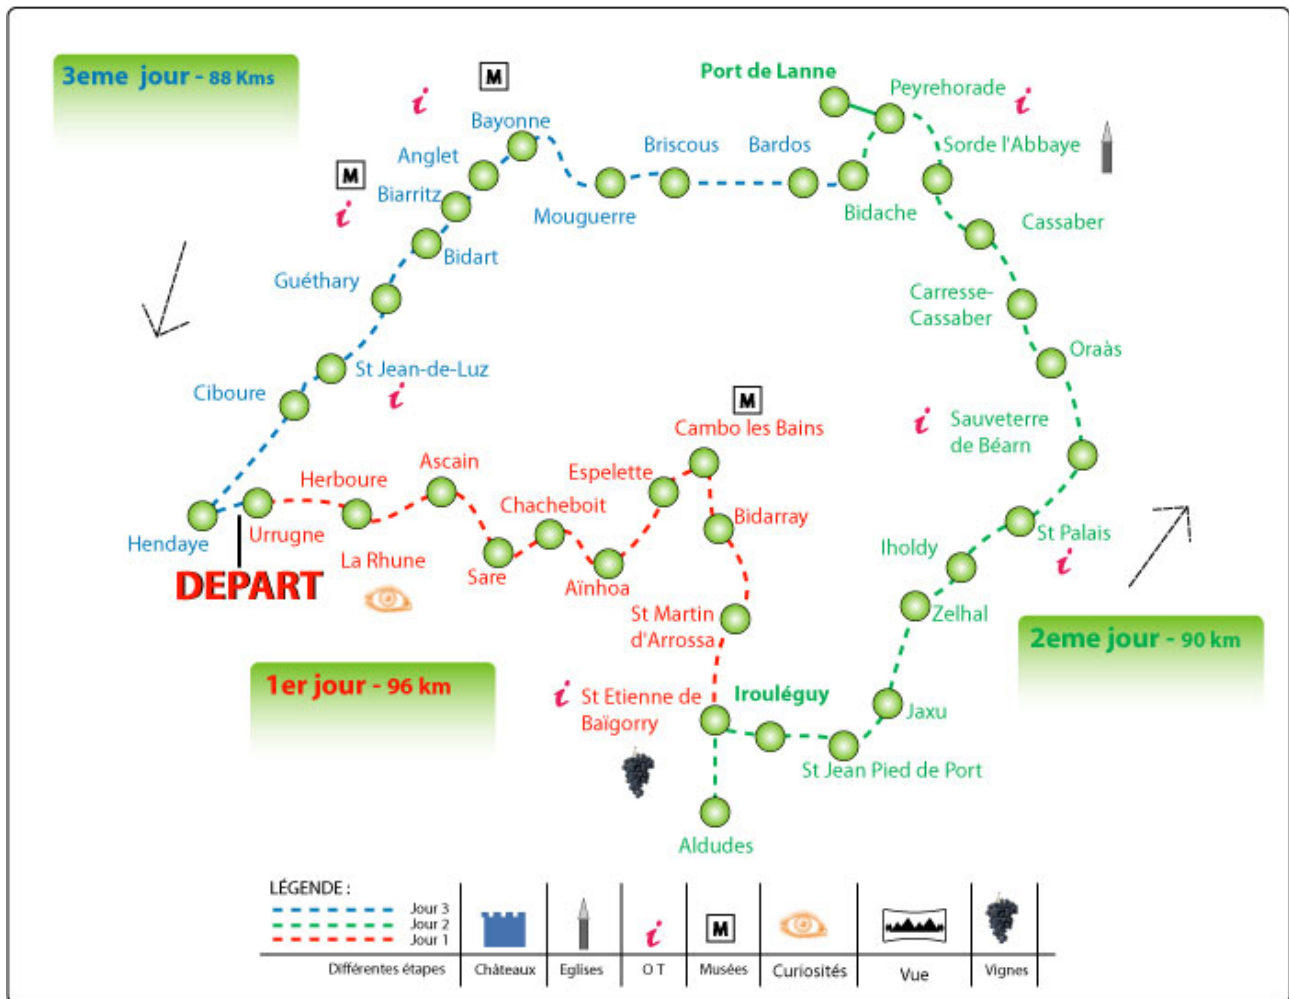 3eme jour - 88 Kms
M
i
Bayonne
Anglet
M
Biarritz
i
Bidart
Guéthary
St Jean-de-Luz
i
Ciboure
Hendaye
Mouguerre
Briscous
Bardos
Port de Lanne
Peyrehorade
i
Sorde l'Abbaye
Bidache
Cassaber
Carresse-
Cassaber
Oraàs
i
Sauveterre
de Béarn
St Palais
i
Iholdy
Zelhal
2eme jour - 90 km
Jaxu
St Jean Pied de Port
Irouléguy
Aldudes
DEPART
Urrugne
Herboure
La Rhune
Ascain
Sare
Chacheboit
Aïnhoa
Espelette
M
Cambo les Bains
Bidarray
St Martin
d'Arrossa
i
St Etienne de
Baïgorry
1er jour - 96 km
LÉGENDE :
Jour 3
Jour 2
Jour 1
i
M
Différentes étapes
Châteaux
Eglises
O T
Musées
Curiosités
Vue
Vignes